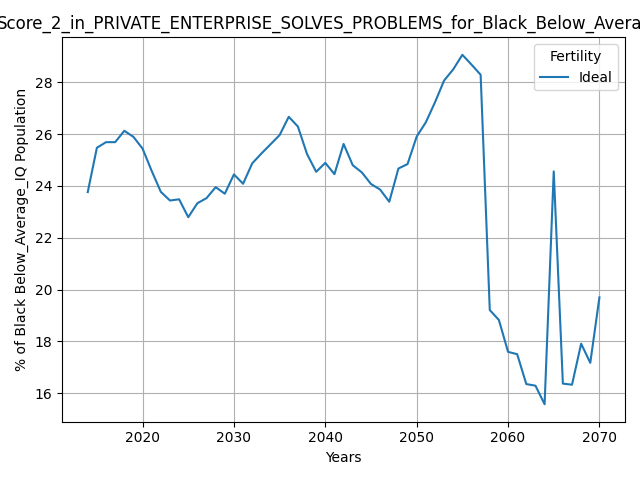 Score_2_in_PRIVATE_ENTERPRISE_SOLVES_PROBLEMS_for_Black_Below_Avera
Fertility
Ideal
% of Black Below_Average_IQ Population
28
26
24
22
20
18
16
2020 2030 2040 2050 2060 2070
Years